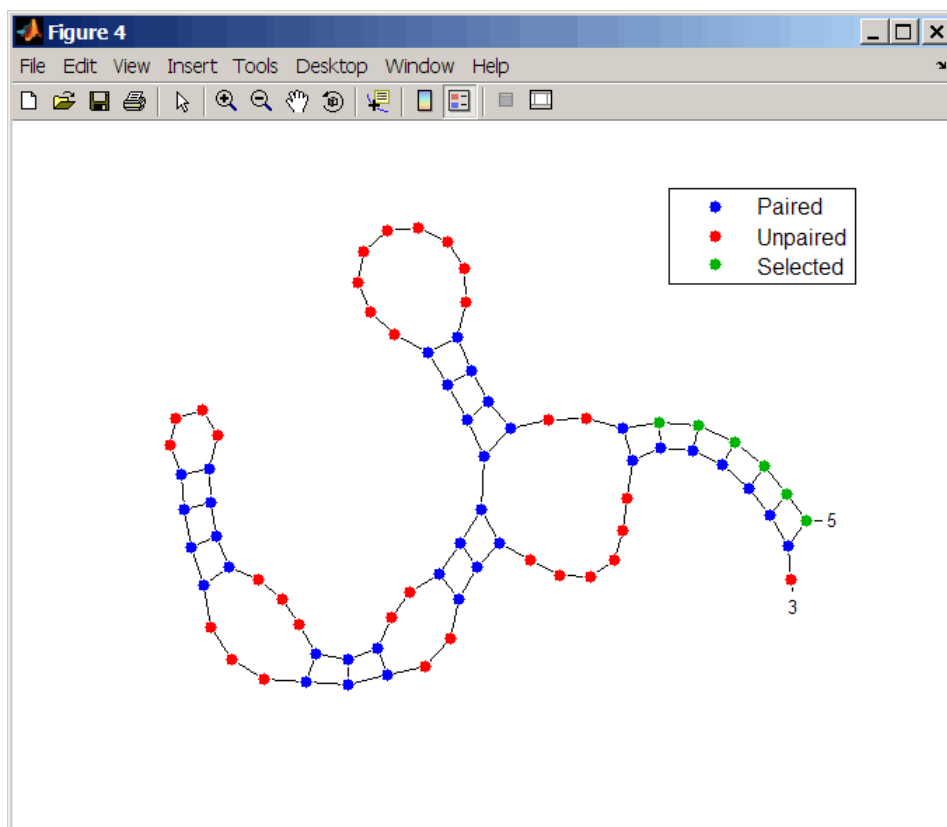 Figure 4
File Edit View Insert Tools Desktop Window Help
Paired
Unpaired
Selected
5
3